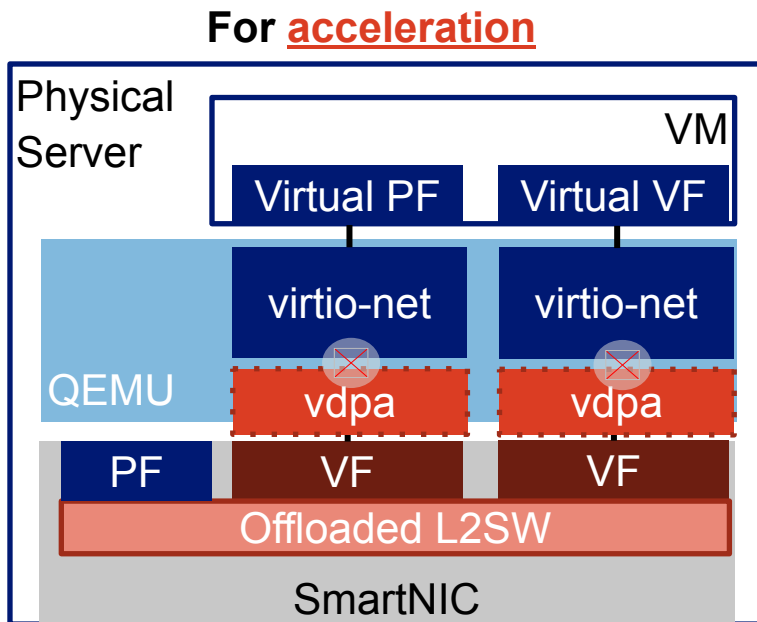 For acceleration
Physical
Server
VM
Virtual PF
Virtual VF
virtio-net
virtio-net
QEMU
vdpa
vdpa
PF
VF
VF
Offloaded L2SW
SmartNIC